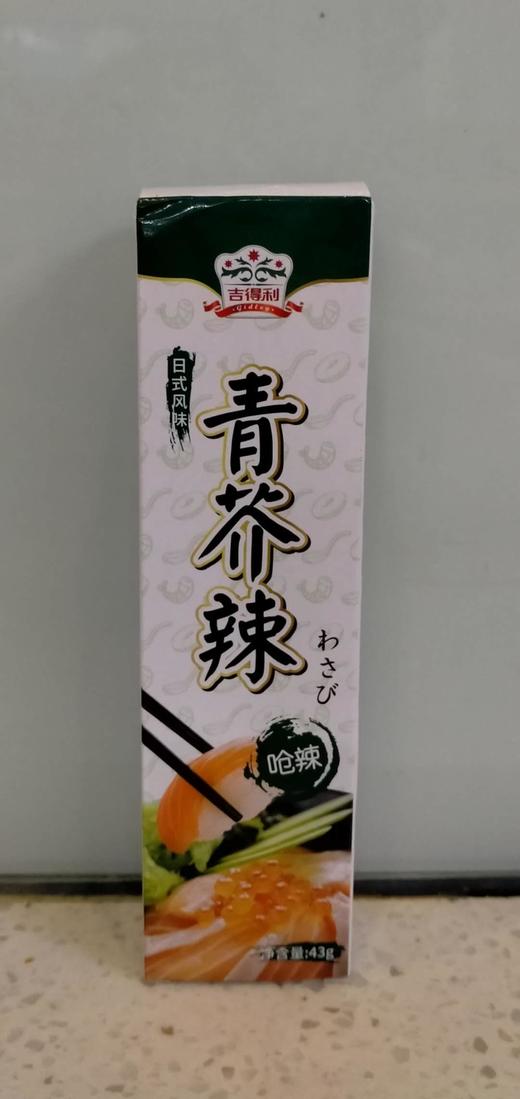 吉得利
Gidley
日式风味
青芥辣
わさび
呛辣
净含量:43g